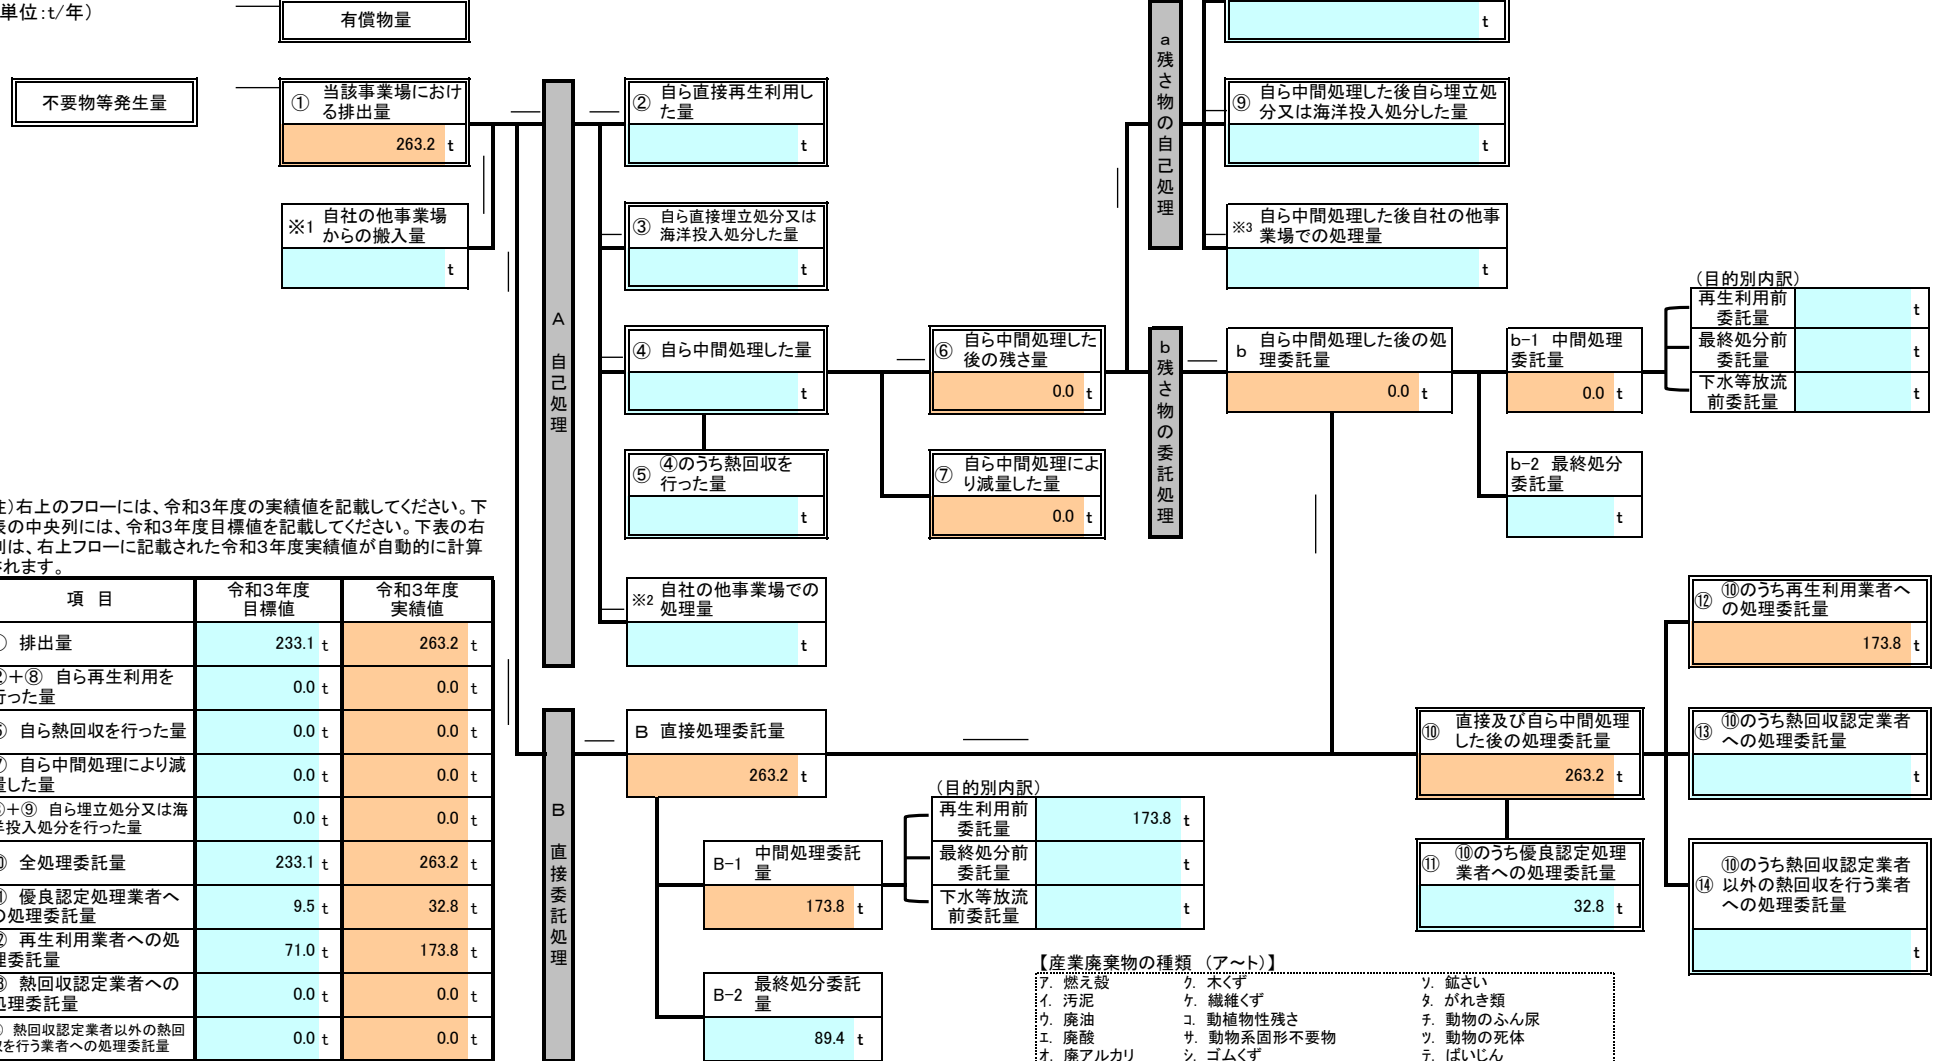 単位:t/年)
有償物量
不要物等発生量
① 当該事業場におけ
る排出量
263.2 t
※1 自社の他事業場
からの搬入量
t
A
自己処理
② 自ら直接再生利用し
た量
t
③ 自ら直接埋立処分又は
海洋投入処分した量
t
④ 自ら中間処理した量
t
⑤ ④のうち熱回収を
行った量
t
※2 自社の他事業場での
処理量
t
⑥ 自ら中間処理した
後の残さ量
0.0 t
⑦ 自ら中間処理によ
り減量した量
0.0 t
a残さ物の自己処理
t
⑨ 自ら中間処理した後自ら埋立処
分又は海洋投入処分した量
t
※3 自ら中間処理した後自社の他事
業場での処理量
t
b残さ物の委託処理
b 自ら中間処理した後の処
理委託量
0.0 t
b-1 中間処理
委託量
0.0 t
b-2 最終処分
委託量
t
(目的別内訳)
再生利用前
委託量
t
最終処分前
委託量
t
下水等放流
前委託量
t
注)右上のフローには、令和3年度の実績値を記載してください。下
表の中央列には、令和3年度目標値を記載してください。下表の右
列は、右上フローに記載された令和3年度実績値が自動的に計算
されます。
項 目 令和3年度
目標値 令和3年度
実績値
① 排出量 233.1 t 263.2 t
②+⑧ 自ら再生利用を
行った量 0.0 t 0.0 t
⑤ 自ら熱回収を行った量 0.0 t 0.0 t
⑦ 自ら中間処理により減
量した量 0.0 t 0.0 t
③+⑨ 自ら埋立処分又は海
洋投入処分を行った量 0.0 t 0.0 t
⑩ 全処理委託量 233.1 t 263.2 t
⑪ 優良認定処理業者へ
の処理委託量 9.5 t 32.8 t
⑫ 再生利用業者への処
理委託量 71.0 t 173.8 t
⑬ 熱回収認定業者への
処理委託量 0.0 t 0.0 t
⑭ 熱回収認定業者以外の熱回
収を行う業者への処理委託量 0.0 t 0.0 t
B
直接委託処理
B 直接処理委託量
263.2 t
B-1 中間処理委託
量
173.8 t
B-2 最終処分委託
量
89.4 t
(目的別内訳)
再生利用前
委託量
173.8 t
最終処分前
委託量
t
下水等放流
前委託量
t
⑩ 直接及び自ら中間処理
した後の処理委託量
263.2 t
⑪ ⑩のうち優良認定処理
業者への処理委託量
32.8 t
⑫ ⑩のうち再生利用業者へ
の処理委託量
173.8 t
⑬ ⑩のうち熱回収認定業者
への処理委託量
t
⑭ ⑩のうち熱回収認定業者
以外の熱回収を行う業者
への処理委託量
t
【産業廃棄物の種類 (ア~ト)】
ア. 燃え殻 ク. 木くず ソ. 鉱さい
イ. 汚泥 ケ. 繊維くず タ. がれき類
ウ. 廃油 コ. 動植物性残さ チ. 動物のふん尿
エ. 廃酸 サ. 動物系固形不要物 ツ. 動物の死体
オ. 廃アルカリ シ. ゴムくず テ. ばいじん